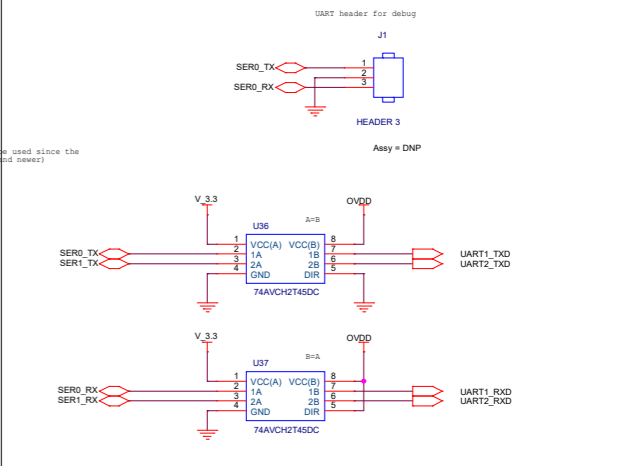 UART header for debug
J1
SER0_TX 1
2
SER0_RX 3
HEADER 3
Assy = DNP
be used since the
and newer)
V_3.3 OVDD
U36 A=B
1 VCC(A) VCC(B) 8
SER0_TX 2 1A 1B 7 UART1_TXD
SER1_TX 3 2A 2B 6 UART2_TXD
4 GND DIR 5
74AVCH2T45DC
V_3.3 OVDD
U37 B=A
1 VCC(A) VCC(B) 8
SER0_RX 2 1A 1B 7 UART1_RXD
SER1_RX 3 2A 2B 6 UART2_RXD
4 GND DIR 5
74AVCH2T45DC